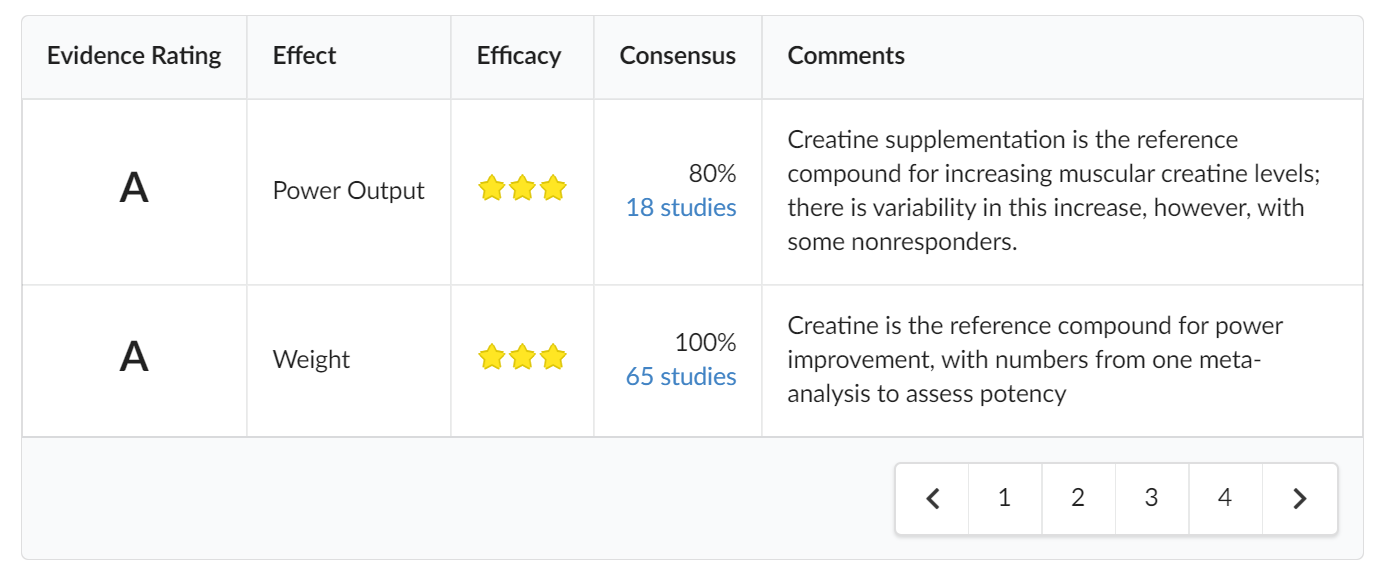 Evidence Rating Effect Efficacy Consensus Comments
A
Power Output
80%
18 studies
Creatine supplementation is the reference
compound for increasing muscular creatine levels;
there is variability in this increase, however, with
some nonresponders.
A
Weight
100%
65 studies
Creatine is the reference compound for power
improvement, with numbers from one meta-
analysis to assess potency
1 2 3 4